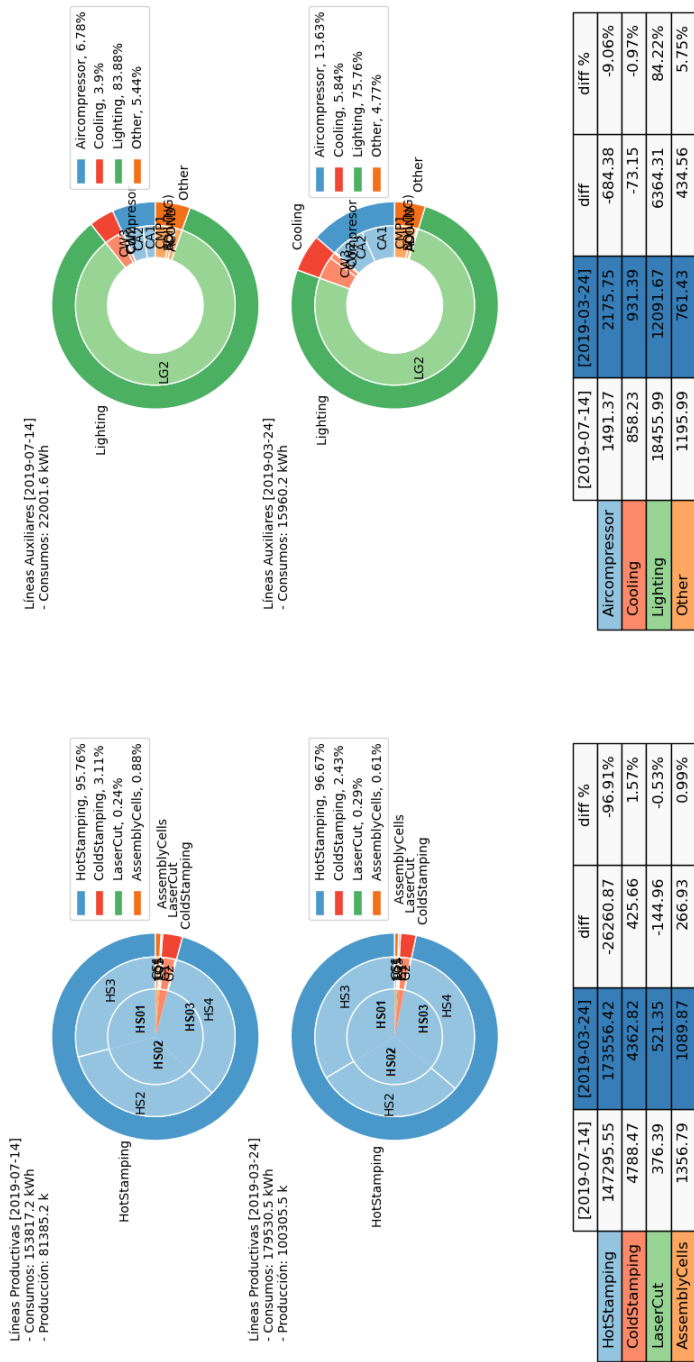 Líneas Productivas [2019-07-14]
- Consumos: 153817.2 kWh
- Producción: 81385.2 k
HotStamping
HS01
HS02
HS03
HS2
HS3
HS4
AssemblyCells
LaserCut
ColdStamping
HotStamping, 95.76%
ColdStamping, 3.11%
LaserCut, 0.24%
AssemblyCells, 0.88%
Líneas Productivas [2019-03-24]
- Consumos: 179530.5 kWh
- Producción: 100305.5 k
HotStamping
HS01
HS02
HS03
HS2
HS3
HS4
AssemblyCells
LaserCut
ColdStamping
HotStamping, 96.67%
ColdStamping, 2.43%
LaserCut, 0.29%
AssemblyCells, 0.61%
[2019-07-14] [2019-03-24] diff diff %
HotStamping 147295.55 173556.42 -26260.87 -96.91%
ColdStamping 4788.47 4362.82 425.66 1.57%
LaserCut 376.39 521.35 -144.96 -0.53%
AssemblyCells 1356.79 1089.87 266.93 0.99%
Líneas Auxiliares [2019-07-14]
- Consumos: 22001.6 kWh
Lighting
LG2
CW3
CA2
CA1
CMP1
Other
Aircompressor, 6.78%
Cooling, 3.9%
Lighting, 83.88%
Other, 5.44%
Líneas Auxiliares [2019-03-24]
- Consumos: 15960.2 kWh
Lighting
Cooling
LG2
CW3
CA2
CA1
CMP1
Other
Aircompressor, 13.63%
Cooling, 5.84%
Lighting, 75.76%
Other, 4.77%
[2019-07-14] [2019-03-24] diff diff %
Aircompressor 1491.37 2175.75 -684.38 -9.06%
Cooling 858.23 931.39 -73.15 -0.97%
Lighting 18455.99 12091.67 6364.31 84.22%
Other 1195.99 761.43 434.56 5.75%